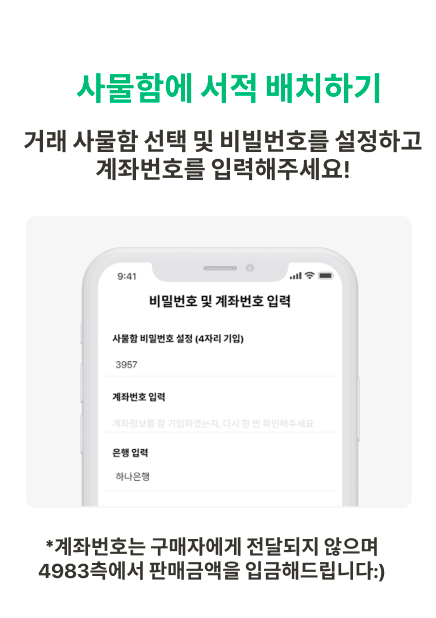 사물함에 서적 배치하기
거래 사물함 선택 및 비빌번호를 설정하고
계좌번호를 입력해주세요!
9:41
비밀번호 및 계좌번호 입력
사물함 비밀번호 설정 (4자리 기입)
3957
계좌번호 입력
계좌정보를 잘 기입하였는지, 다시 한 번 확인해주세요
은행 입력
하나은행
*계좌번호는 구매자에게 전달되지 않으며
4983측에서 판매금액을 입금해드립니다:)